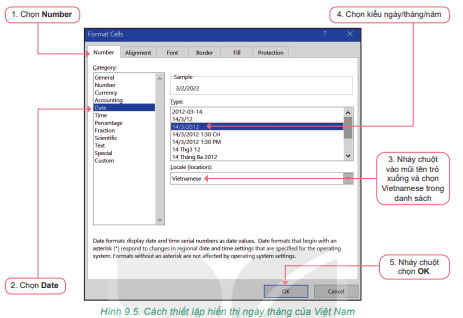 1. Chọn Number
4. Chọn kiểu ngày/tháng/năm
Format Cells
? X
Number Alignment Font Border Fill Protection
Category:
General
Number
Currency
Accounting
Date
Time
Percentage
Fraction
Scientific
Text
Special
Custom
Sample
3/2/2022
Type:
2012-03-14
14/3/12
14/3/2012
14/3/2012 1:30 CH
14/3/2012 1:30 PM
14 Thg3 12
14 Tháng Ba 2012
Locale (location):
Vietnamese
3. Nháy chuột
vào mũi tên trỏ
xuống và chọn
Vietnamese trong
danh sách
Date formats display date and time serial numbers as date values. Date formats that begin with an
asterisk (*) respond to changes in regional date and time settings that are specified for the operating
system. Formats without an asterisk are not affected by operating system settings.
2. Chọn Date
5. Nháy chuột
chọn OK
OK Cancel
Hình 9.5. Cách thiết lập hiển thị ngày tháng của Việt Nam